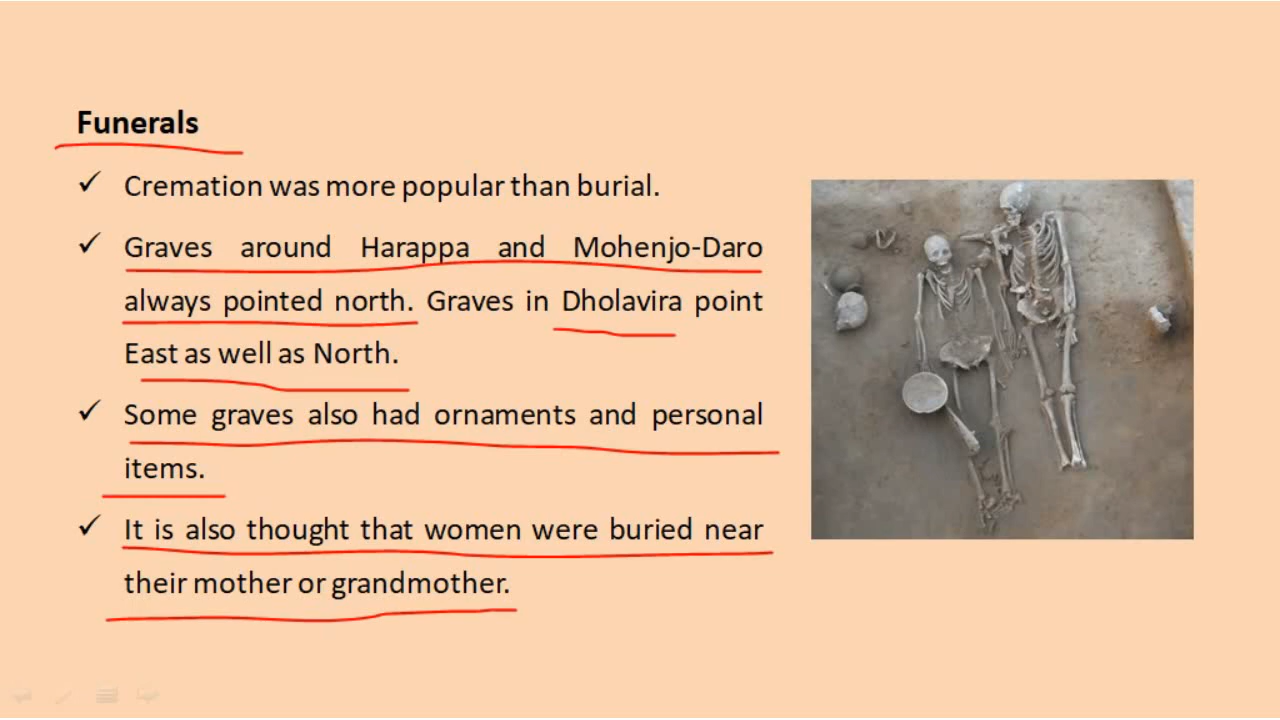 Funerals
✓ Cremation was more popular than burial.
✓ Graves around Harappa and Mohenjo-Daro
always pointed north. Graves in Dholavira point
East as well as North.
✓ Some graves also had ornaments and personal
items.
✓ It is also thought that women were buried near
their mother or grandmother.